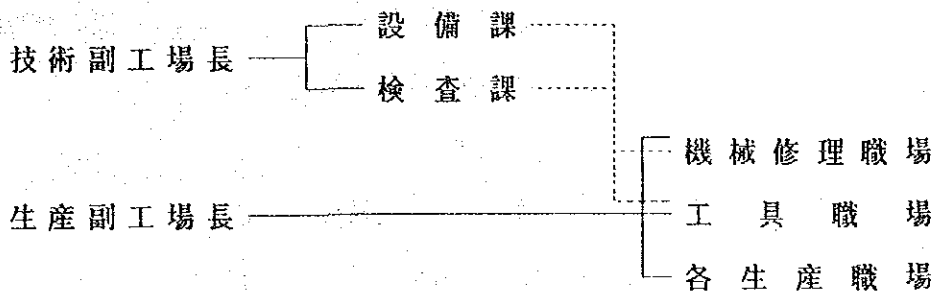 設備課
技術副工場長
検査課
機械修理職場
生産副工場長
工具職場
各生産職場